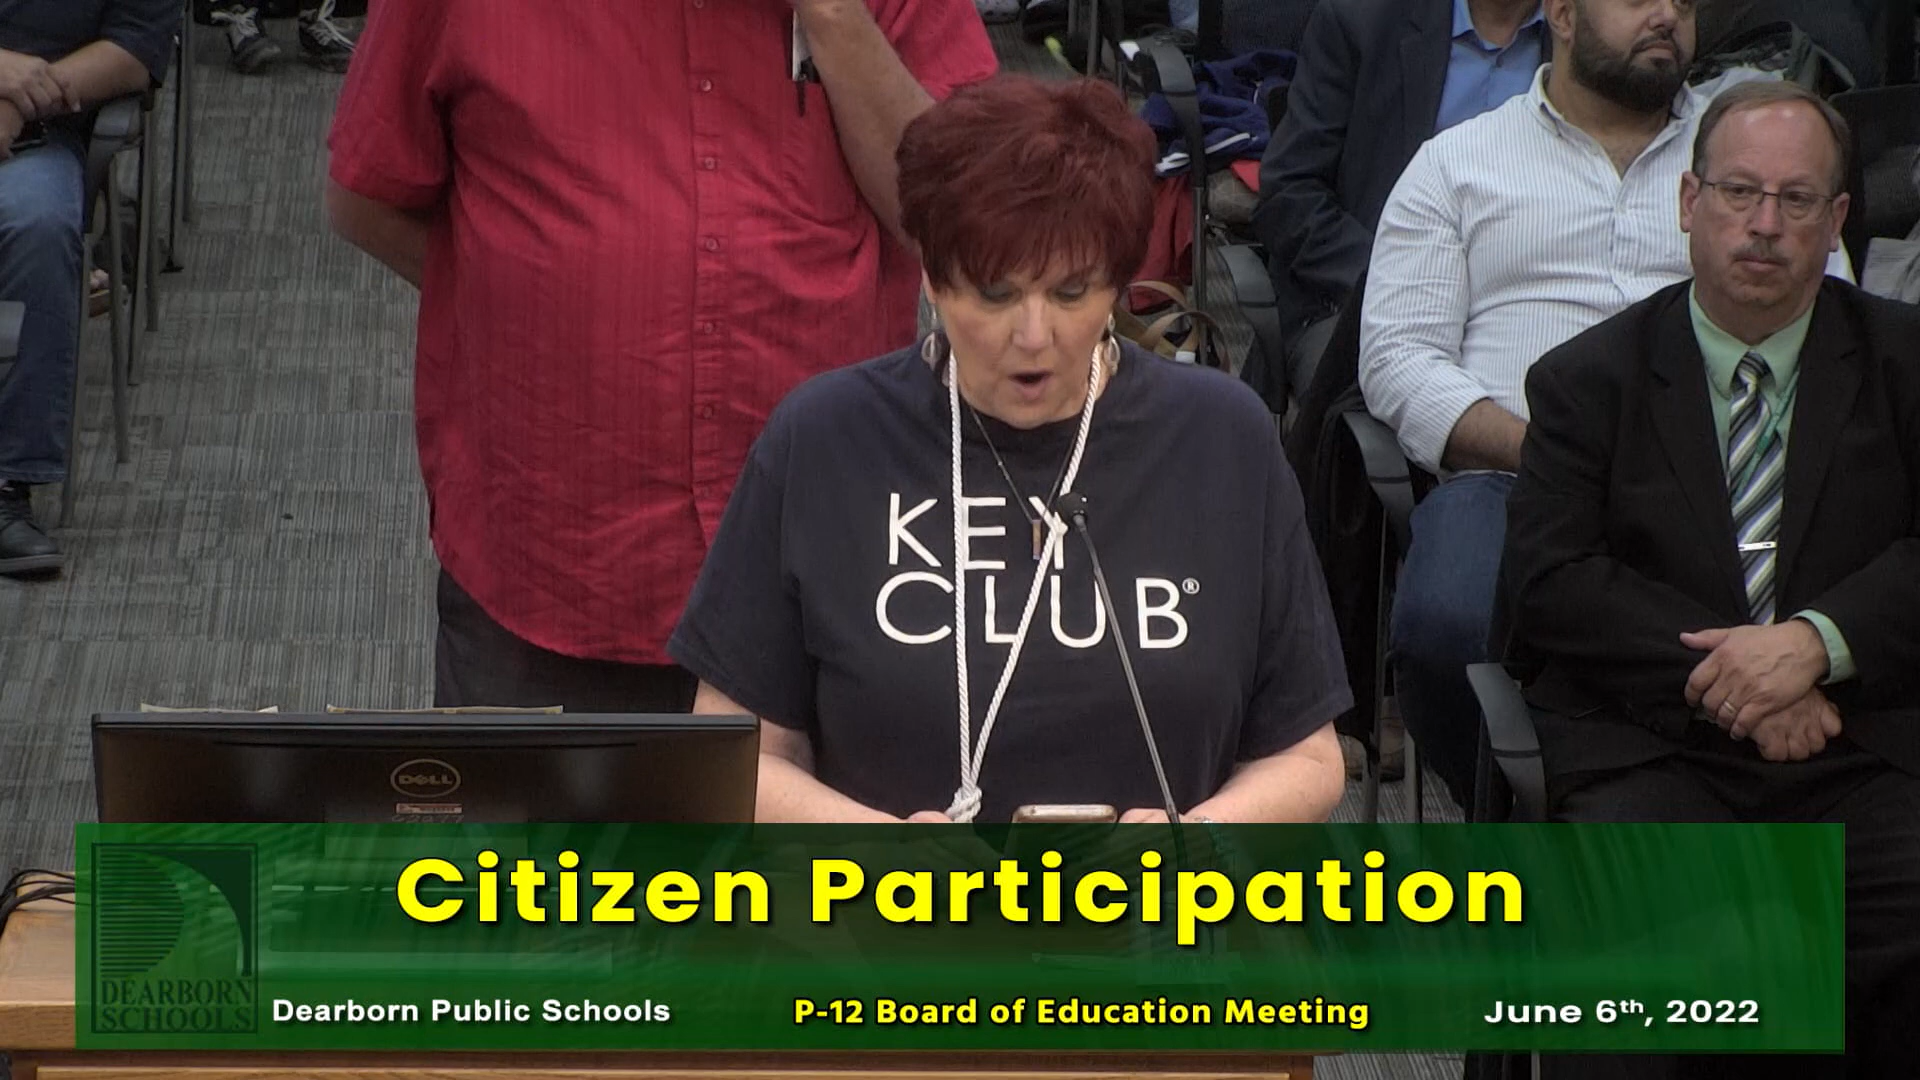 KEY
CLUB®
DELL
Citizen Participation
DEARBORN
SCHOOLS
Dearborn Public Schools
P-12 Board of Education Meeting
June 6th, 2022